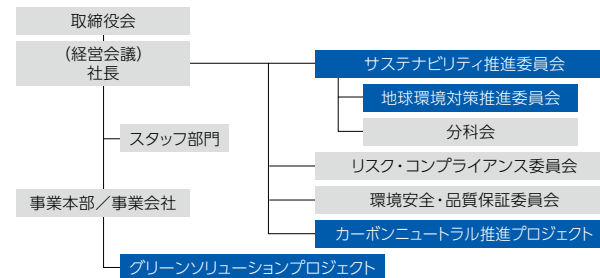 取締役会
(経営会議)
社長
サステナビリティ推進委員会
地球環境対策推進委員会
分科会
スタッフ部門
リスク・コンプライアンス委員会
事業本部／事業会社
環境安全・品質保証委員会
カーボンニュートラル推進プロジェクト
グリーンソリューションプロジェクト